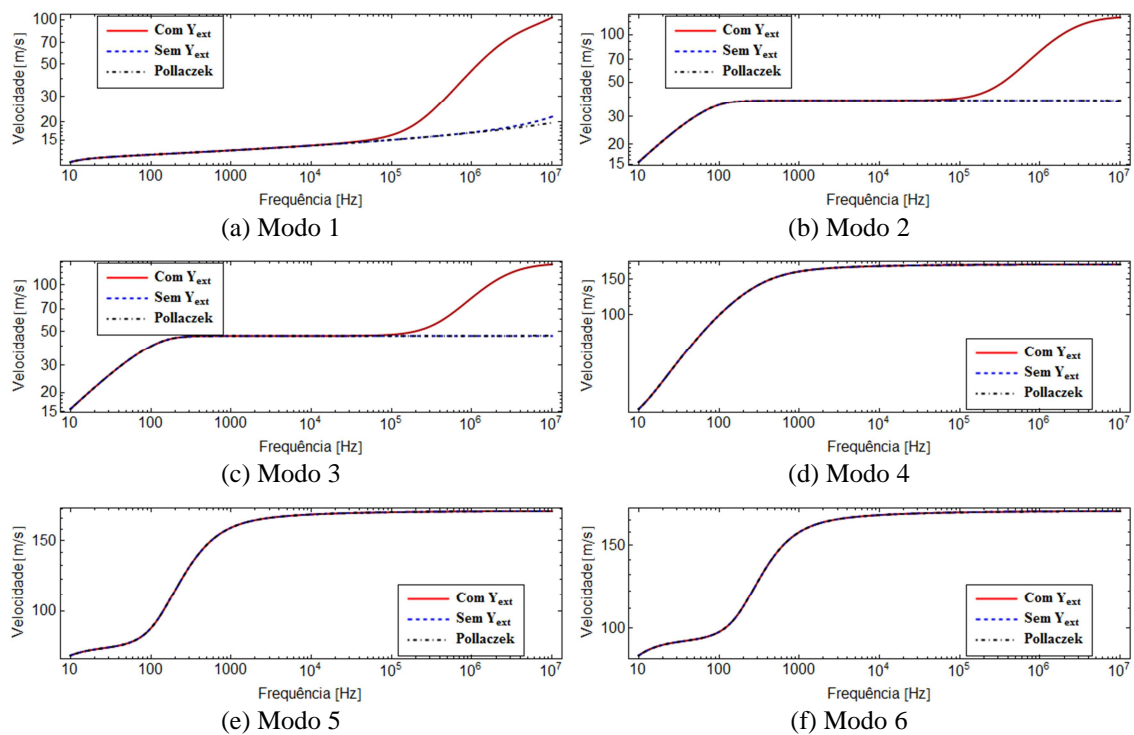 Velocidade [m/s]
100
70
50
30
20
15
Com Y_ext
Sem Y_ext
Pollaczek
10 100 1000 10^4 10^5 10^6 10^7
Frequência [Hz]
(a) Modo 1
Velocidade [m/s]
100
50
30
20
15
Com Y_ext
Sem Y_ext
Pollaczek
10 100 1000 10^4 10^5 10^6 10^7
Frequência [Hz]
(b) Modo 2
Velocidade [m/s]
100
50
30
20
15
Com Y_ext
Sem Y_ext
Pollaczek
10 100 1000 10^4 10^5 10^6 10^7
Frequência [Hz]
(c) Modo 3
Velocidade [m/s]
150
100
Com Y_ext
Sem Y_ext
Pollaczek
10 100 1000 10^4 10^5 10^6 10^7
Frequência [Hz]
(d) Modo 4
Velocidade [m/s]
150
100
Com Y_ext
Sem Y_ext
Pollaczek
10 100 1000 10^4 10^5 10^6 10^7
Frequência [Hz]
(e) Modo 5
Velocidade [m/s]
150
100
Com Y_ext
Sem Y_ext
Pollaczek
10 100 1000 10^4 10^5 10^6 10^7
Frequência [Hz]
(f) Modo 6